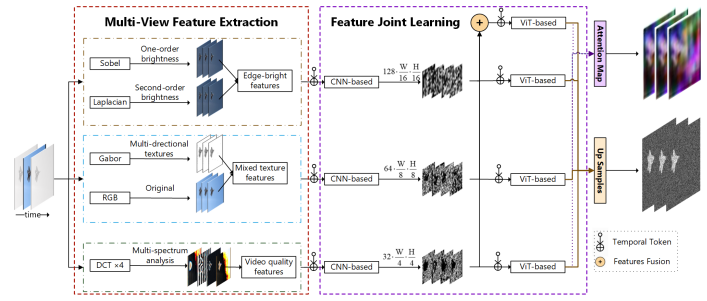 Multi-View Feature Extraction
Feature Joint Learning
Sobel
One-order
brightness
Laplacian
Second-order
brightness
Edge-bright
features
Gabor
Multi-drectional
textures
RGB
Original
Mixed texture
features
DCT ×4
Multi-spectrum
analysis
Video quality
features
time
CNN-based
128· W/16 · H/16
CNN-based
64· W/8 · H/8
CNN-based
32· W/4 · H/4
+
ViT-based
ViT-based
ViT-based
ViT-based
Attention Map
Up Samples
Temporal Token
+ Features Fusion